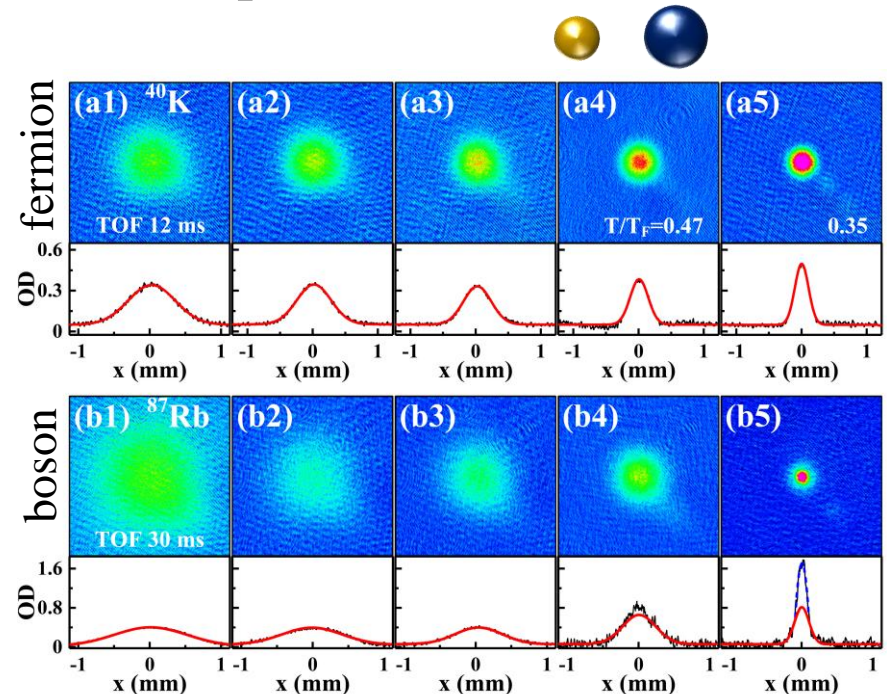 fermion
(a1) ⁴⁰K (a2) (a3) (a4) (a5)
TOF 12 ms T/T_F=0.47 0.35
OD
0.6
0.3
0
-1 0 1 -1 0 1 -1 0 1 -1 0 1 -1 0 1
x (mm) x (mm) x (mm) x (mm) x (mm)
boson
(b1) ⁸⁷Rb (b2) (b3) (b4) (b5)
TOF 30 ms
OD
1.6
0.8
0
-1 0 1 -1 0 1 -1 0 1 -1 0 1 -1 0 1
x (mm) x (mm) x (mm) x (mm) x (mm)